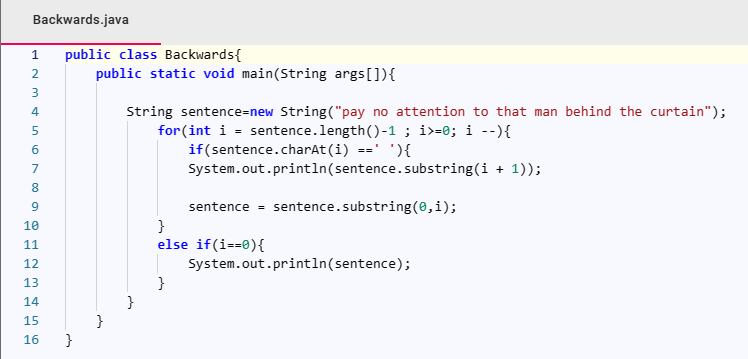 Backwards.java
1 public class Backwards{
2     public static void main(String args[]){
3
4         String sentence=new String("pay no attention to that man behind the curtain");
5             for(int i = sentence.length()-1 ; i>=0; i --){
6                 if(sentence.charAt(i) ==' '){
7                 System.out.println(sentence.substring(i + 1));
8
9                 sentence = sentence.substring(0,i);
10             }
11             else if(i==0){
12                 System.out.println(sentence);
13             }
14         }
15     }
16 }